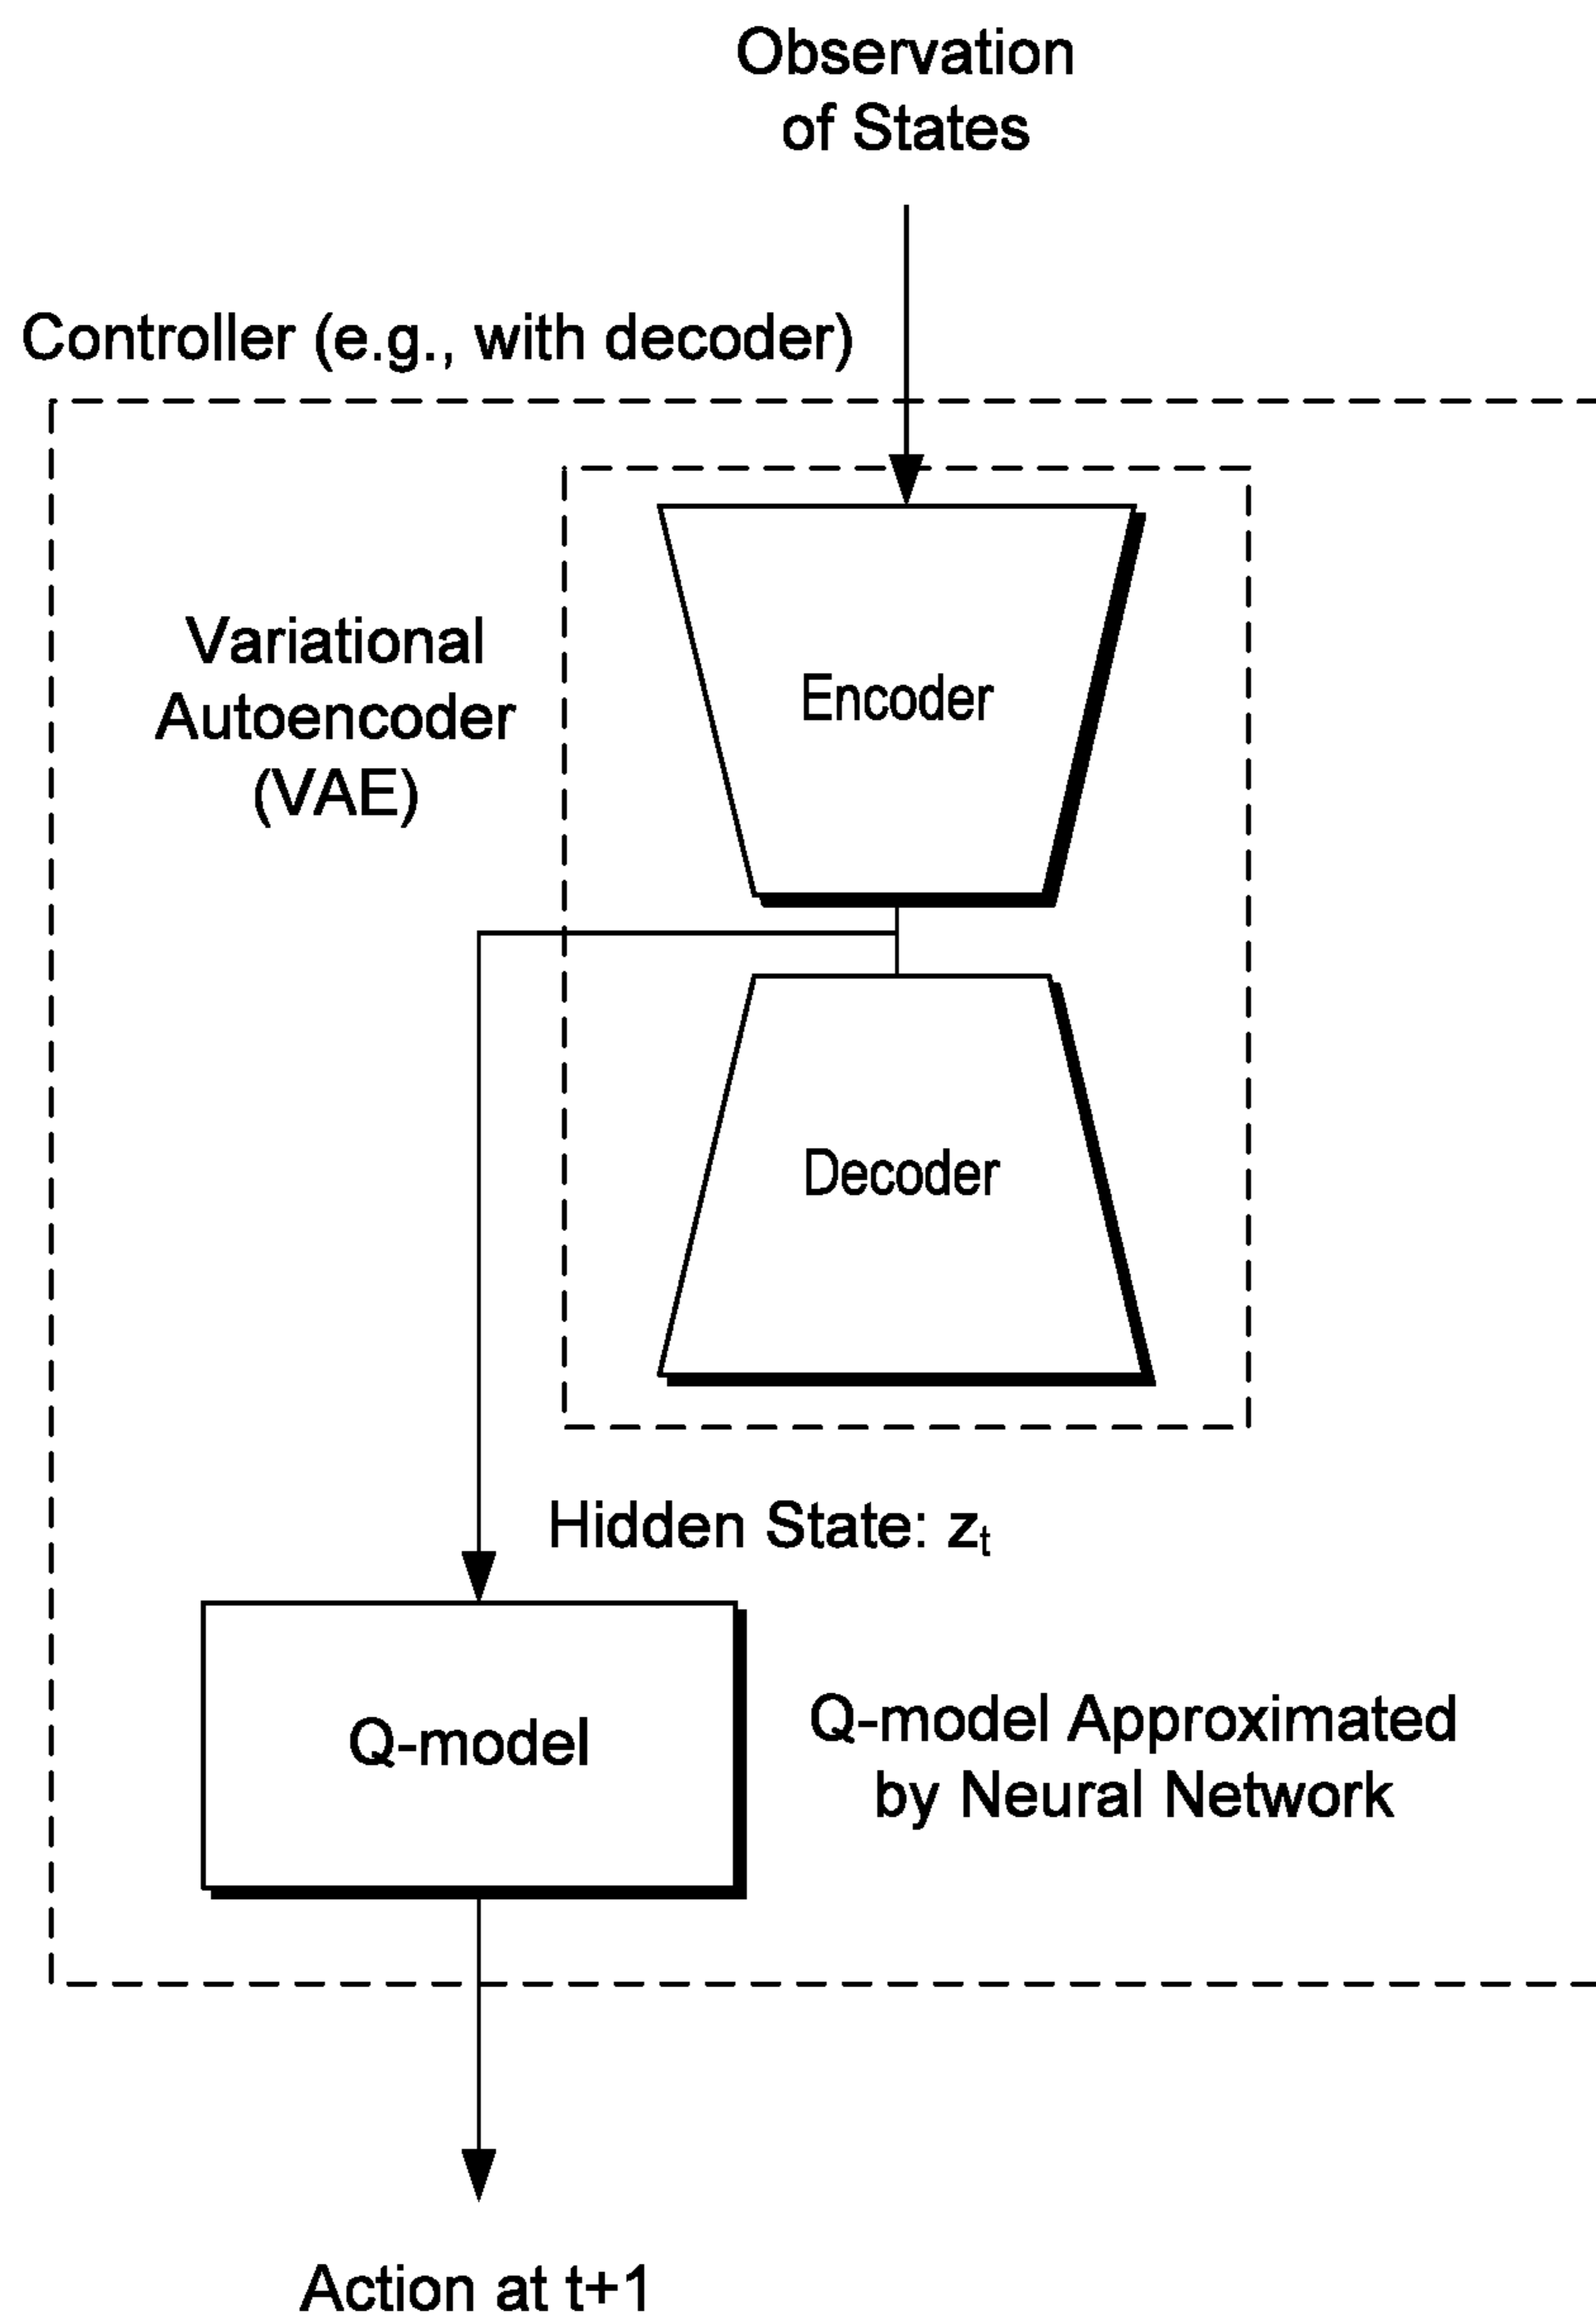 Observation
of States
Controller (e.g., with decoder)
Variational
Autoencoder
(VAE)
Encoder
Decoder
Hidden State: zₜ
Q-model
Q-model Approximated
by Neural Network
Action at t+1